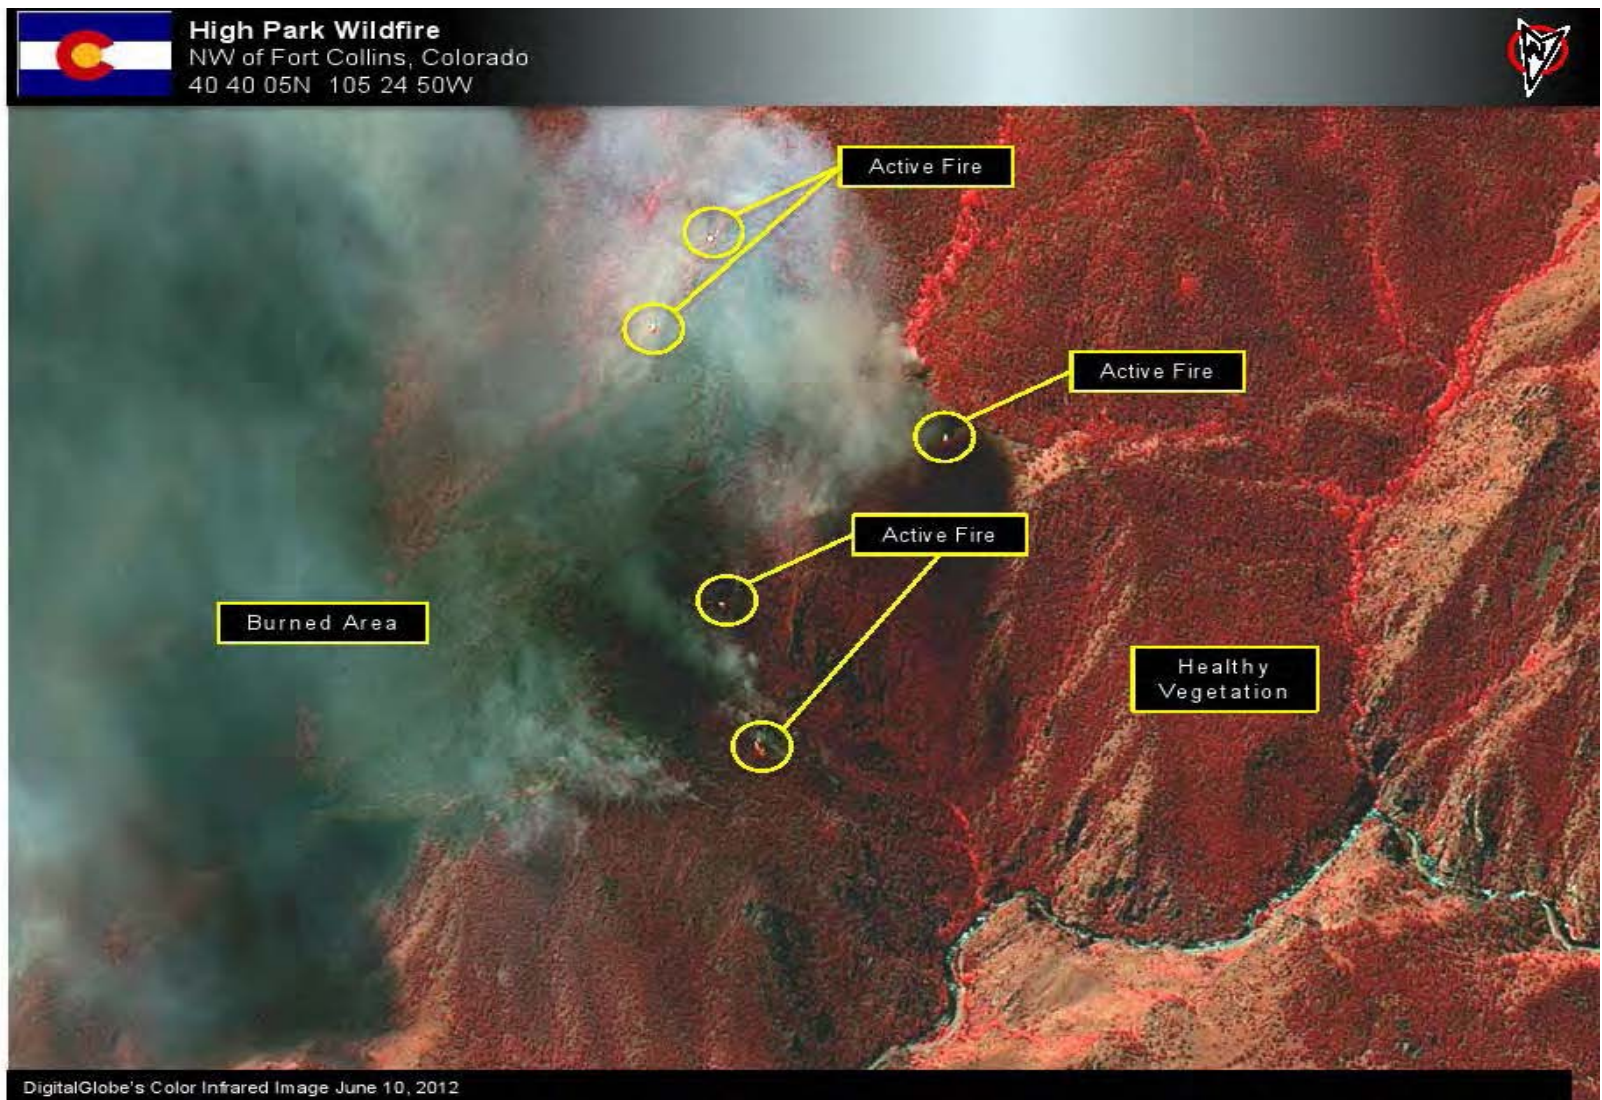 High Park Wildfire
NW of Fort Collins, Colorado
40 40 05N 105 24 50W
Active Fire
Active Fire
Active Fire
Burned Area
Healthy
Vegetation
DigitalGlobe's Color Infrared Image June 10, 2012